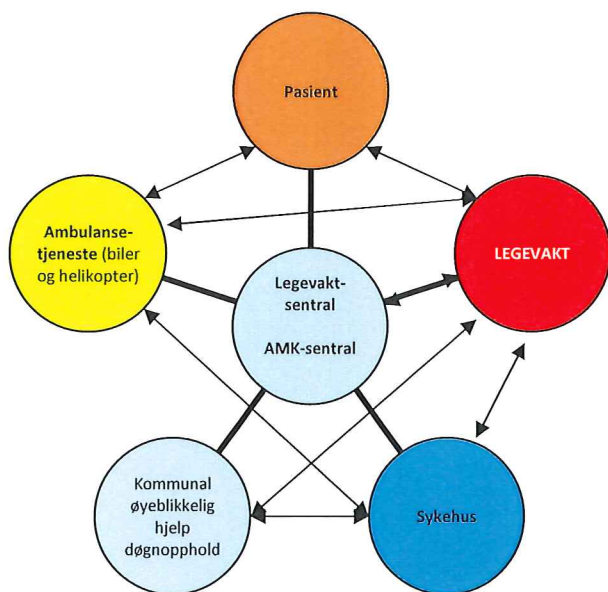 Pasient
Ambulanse-
tjeneste (biler
og helikopter)
LEGEVAKT
Legevakt-
sentral
AMK-sentral
Kommunal
øyeblikkelig
hjelp
døgnopphold
Sykehus